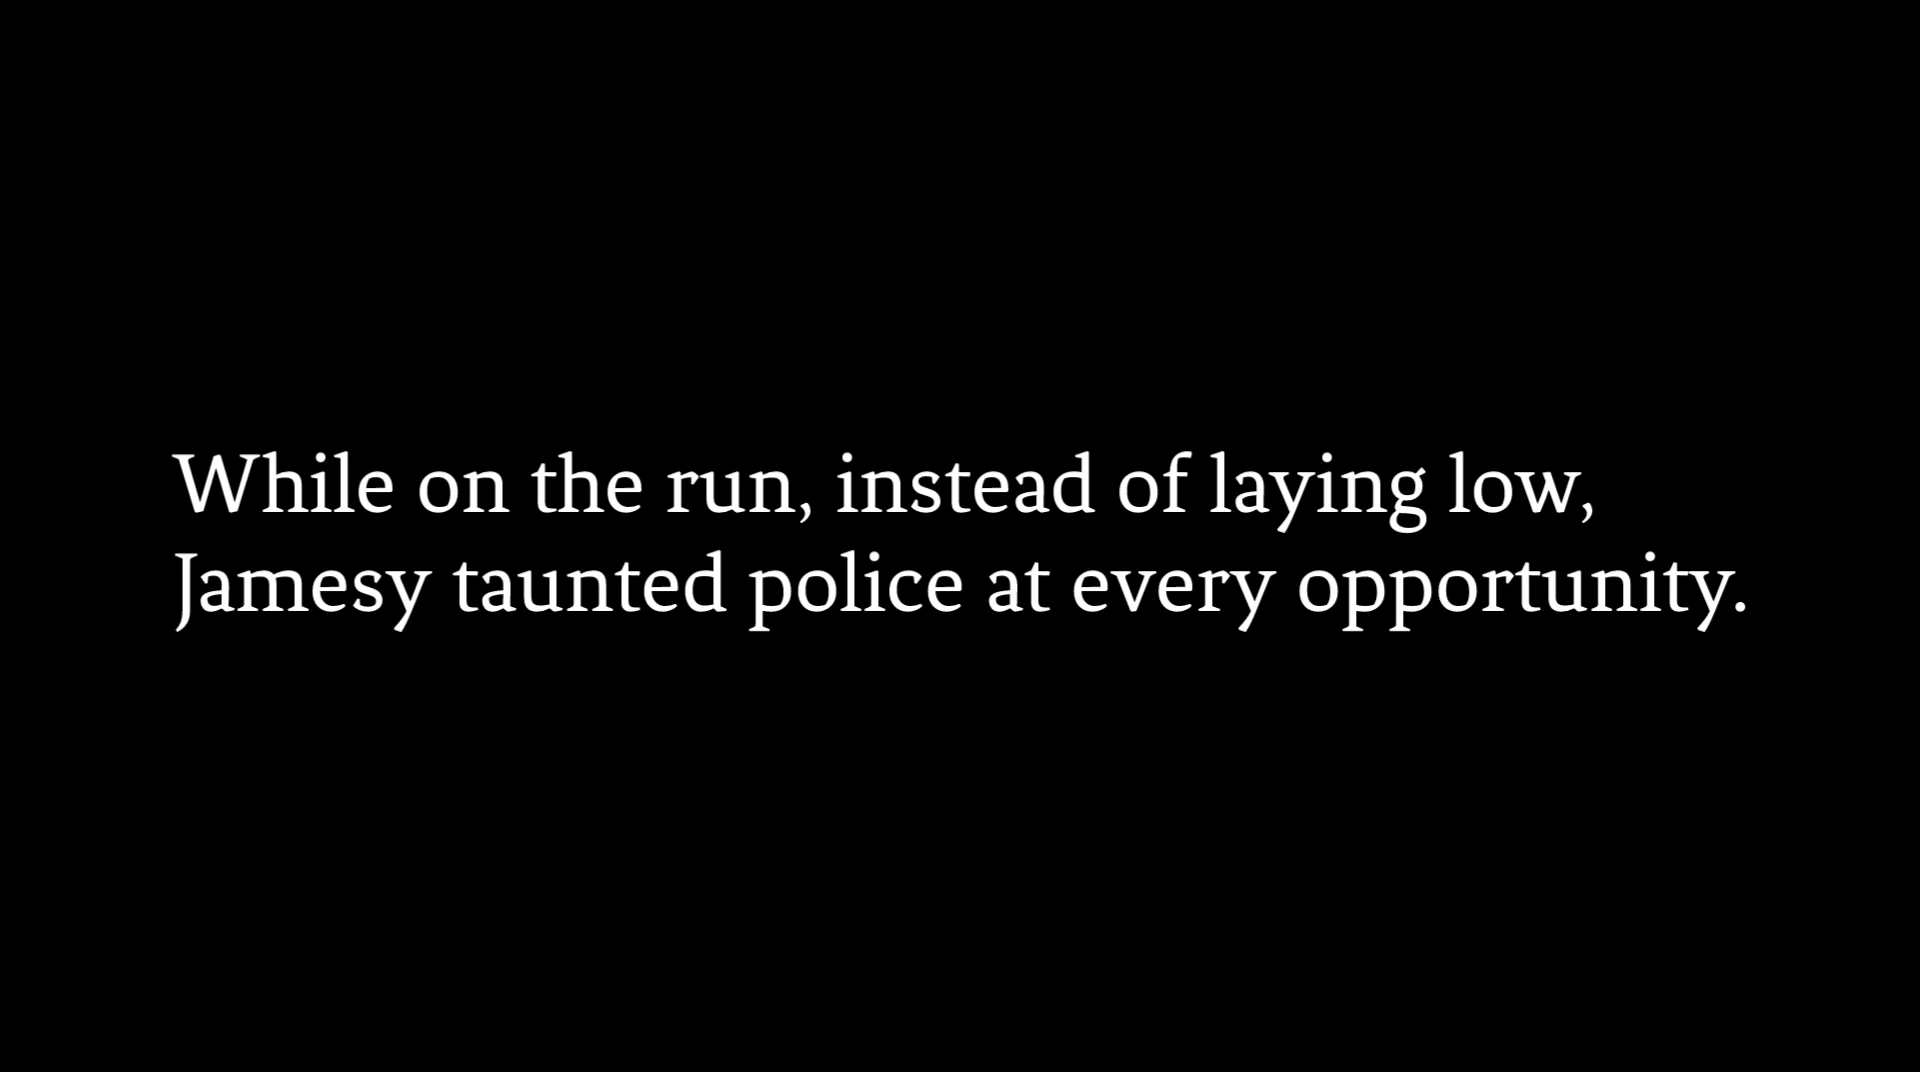 While on the run, instead of laying low,
Jamesy taunted police at every opportunity.